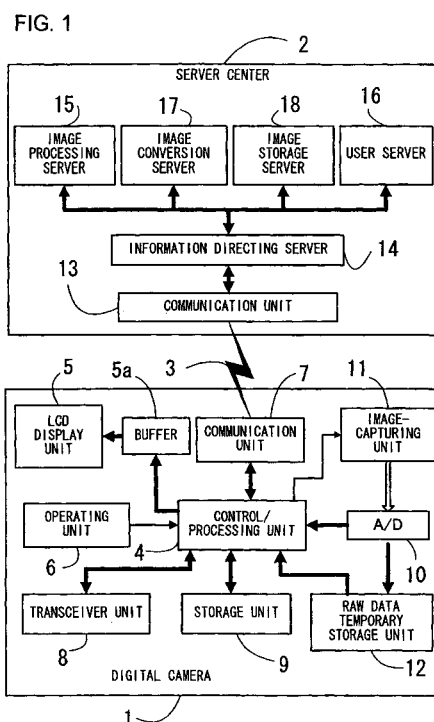 FIG. 1
2
SERVER CENTER
15
17
18
16
IMAGE
PROCESSING
SERVER
IMAGE
CONVERSION
SERVER
IMAGE
STORAGE
SERVER
USER SERVER
INFORMATION DIRECTING SERVER
14
13
COMMUNICATION UNIT
5
5a
3
7
11
LCD
DISPLAY
UNIT
BUFFER
COMMUNICATION
UNIT
IMAGE-
CAPTURING
UNIT
OPERATING
UNIT
6
4
CONTROL/
PROCESSING UNIT
A/D
10
TRANSCEIVER UNIT
8
STORAGE UNIT
9
RAW DATA
TEMPORARY
STORAGE UNIT
12
DIGITAL CAMERA
1